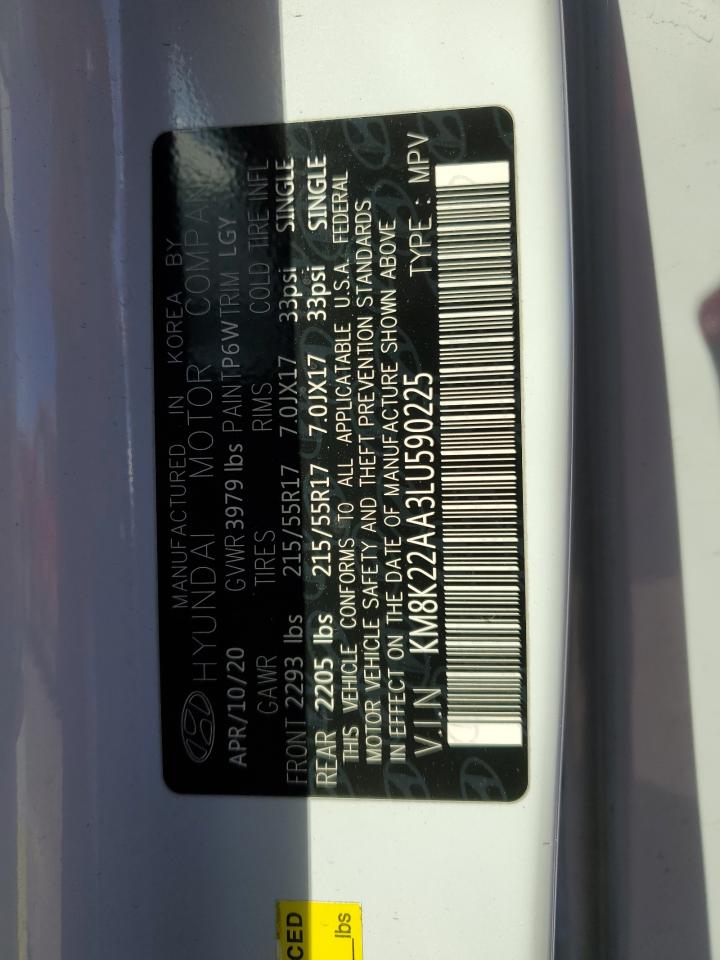 MANUFACTURED IN KOREA BY
HYUNDAI MOTOR COMPANY
APR/10/20 GVWR 3979 lbs PAINT P6W TRIM LGY
GAWR TIRES RIMS COLD TIRE INFL
FRONT 2293 lbs 215/55R17 7.0JX17 33psi SINGLE
REAR 2205 lbs 215/55R17 7.0JX17 33psi SINGLE
THIS VEHICLE CONFORMS TO ALL APPLICATABLE U.S.A. FEDERAL
MOTOR VEHICLE SAFETY AND THEFT PREVENTION STANDARDS
IN EFFECT ON THE DATE OF MANUFACTURE SHOWN ABOVE
V.I.N KM8K22AA3LU590225 TYPE : MPV
CED
lbs